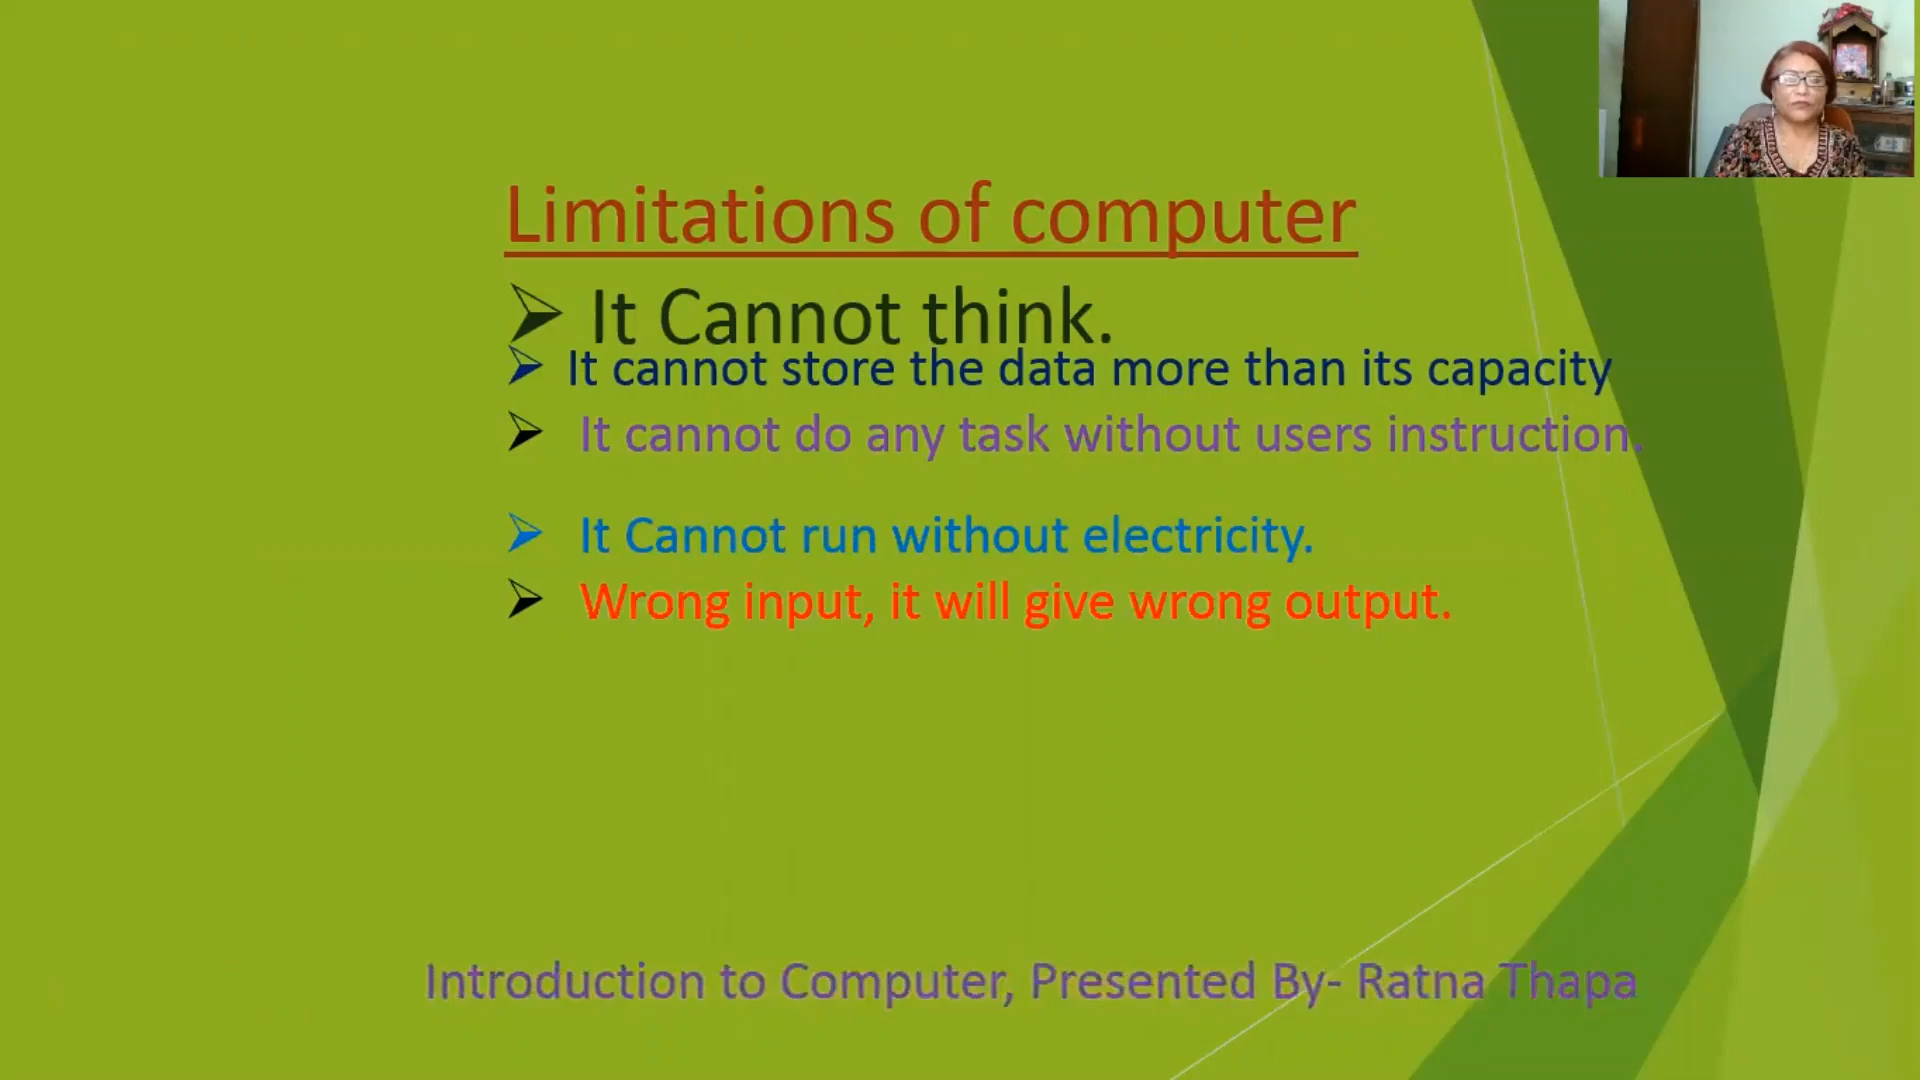 Limitations of computer
➢ It Cannot think.
➢ It cannot store the data more than its capacity
➢ It cannot do any task without users instruction.
➢ It Cannot run without electricity.
➢ Wrong input, it will give wrong output.
Introduction to Computer, Presented By- Ratna Thapa